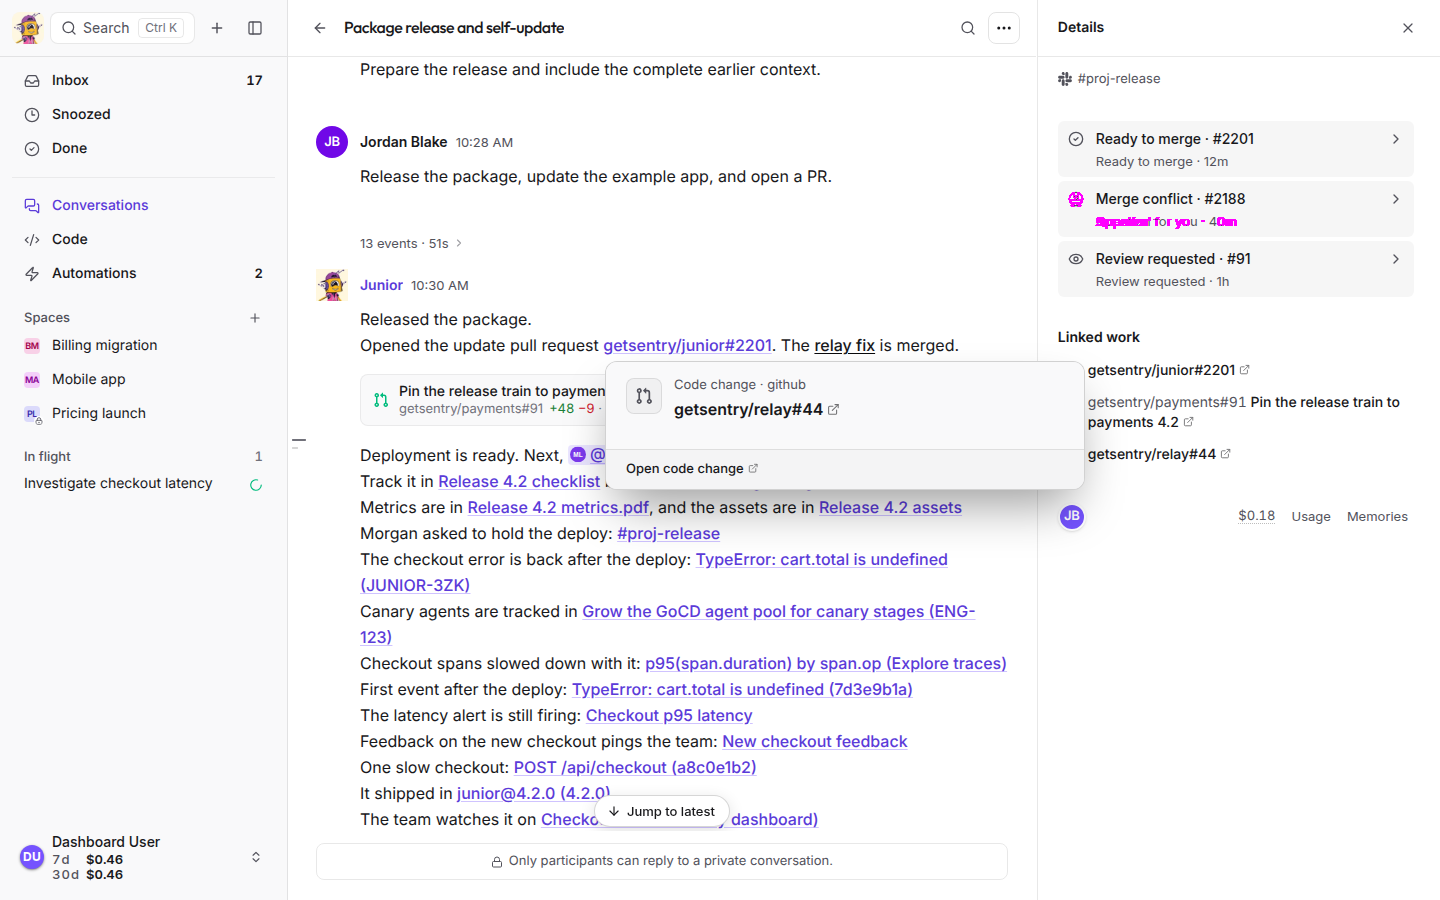 Search Ctrl K
Inbox 17
Snoozed
Done
Conversations
Code
Automations 2
Spaces
BM Billing migration
MA Mobile app
PL Pricing launch
In flight 1
Investigate checkout latency
DU Dashboard User
7d $0.46
30d $0.46
Package release and self-update
Prepare the release and include the complete earlier context.
JB Jordan Blake 10:28 AM
Release the package, update the example app, and open a PR.
13 events · 51s
Junior 10:30 AM
Released the package.
Opened the update pull request getsentry/junior#2201. The relay fix is merged.
Pin the release train to paymen
getsentry/payments#91 +48 −9 ·
Code change · github
getsentry/relay#44
Open code change
Deployment is ready. Next, ML @
Track it in Release 4.2 checklist
Metrics are in Release 4.2 metrics.pdf, and the assets are in Release 4.2 assets
Morgan asked to hold the deploy: #proj-release
The checkout error is back after the deploy: TypeError: cart.total is undefined
(JUNIOR-3ZK)
Canary agents are tracked in Grow the GoCD agent pool for canary stages (ENG-
123)
Checkout spans slowed down with it: p95(span.duration) by span.op (Explore traces)
First event after the deploy: TypeError: cart.total is undefined (7d3e9b1a)
The latency alert is still firing: Checkout p95 latency
Feedback on the new checkout pings the team: New checkout feedback
One slow checkout: POST /api/checkout (a8c0e1b2)
It shipped in junior@4.2.0 (4.2.0)
The team watches it on Checko dashboard)
Jump to latest
Only participants can reply to a private conversation.
Details
#proj-release
Ready to merge · #2201
Ready to merge · 12m
Merge conflict · #2188
for you
Review requested · #91
Review requested · 1h
Linked work
getsentry/junior#2201
getsentry/payments#91 Pin the release train to
payments 4.2
getsentry/relay#44
JB $0.18 Usage Memories